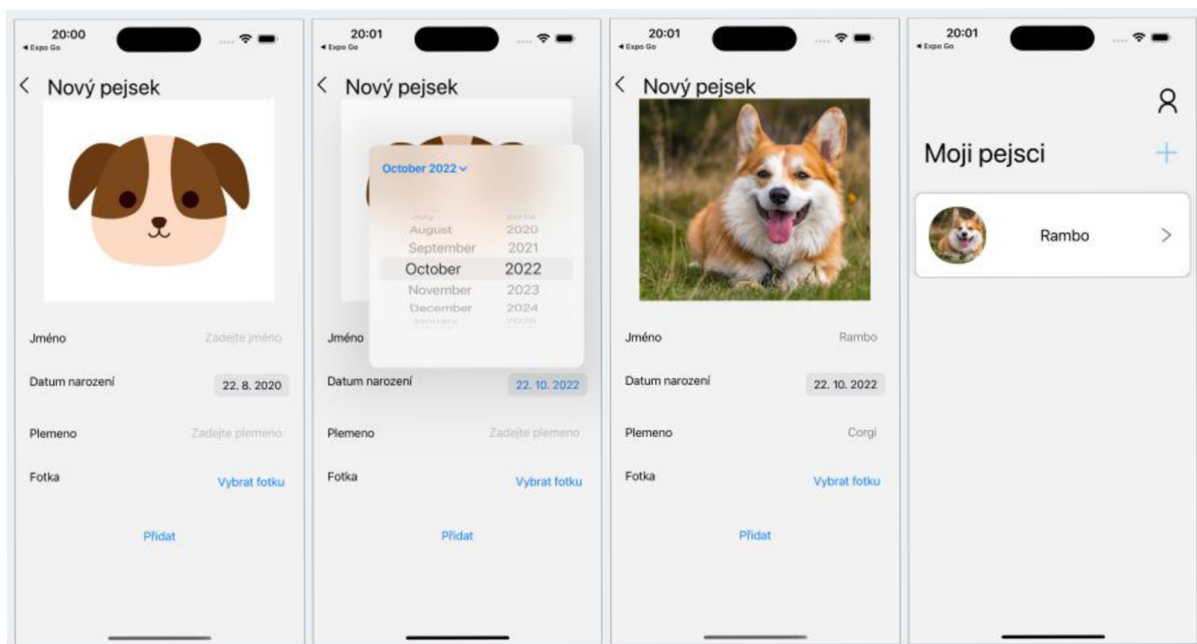 20:00
◀ Expo Go
Nový pejsek
Jméno
Zadejte jméno
Datum narození
22. 8. 2020
Plemeno
Zadejte plemeno
Fotka
Vybrat fotku
Přidat
20:01
◀ Expo Go
Nový pejsek
October 2022
July 2019
August 2020
September 2021
October 2022
November 2023
December 2024
January 2025
Jméno
Datum narození
22. 10. 2022
Plemeno
Zadejte plemeno
Fotka
Vybrat fotku
Přidat
20:01
◀ Expo Go
Nový pejsek
Jméno
Rambo
Datum narození
22. 10. 2022
Plemeno
Corgi
Fotka
Vybrat fotku
Přidat
20:01
◀ Expo Go
Moji pejsci
Rambo